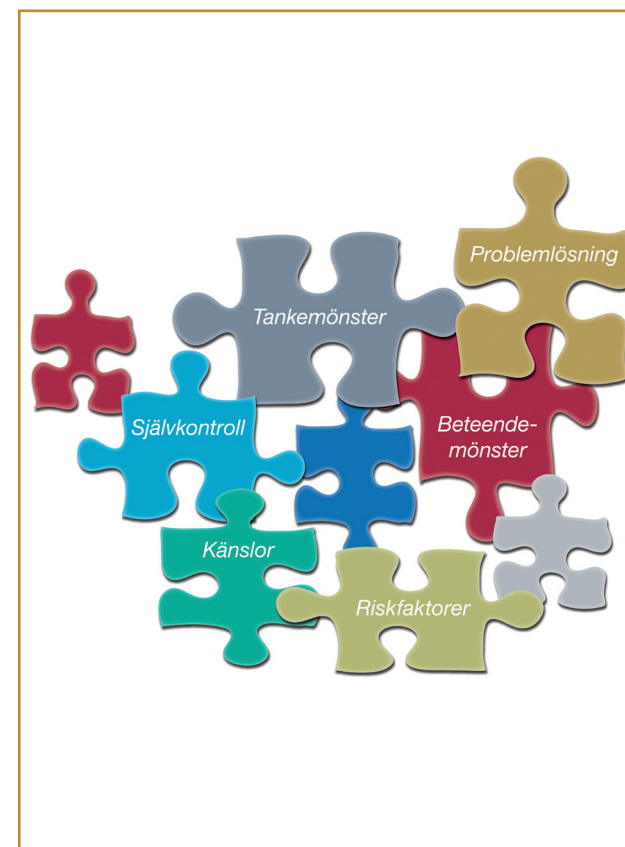 Problemlösning
Tankemönster
Självkontroll
Beteende-
mönster
Känslor
Riskfaktorer